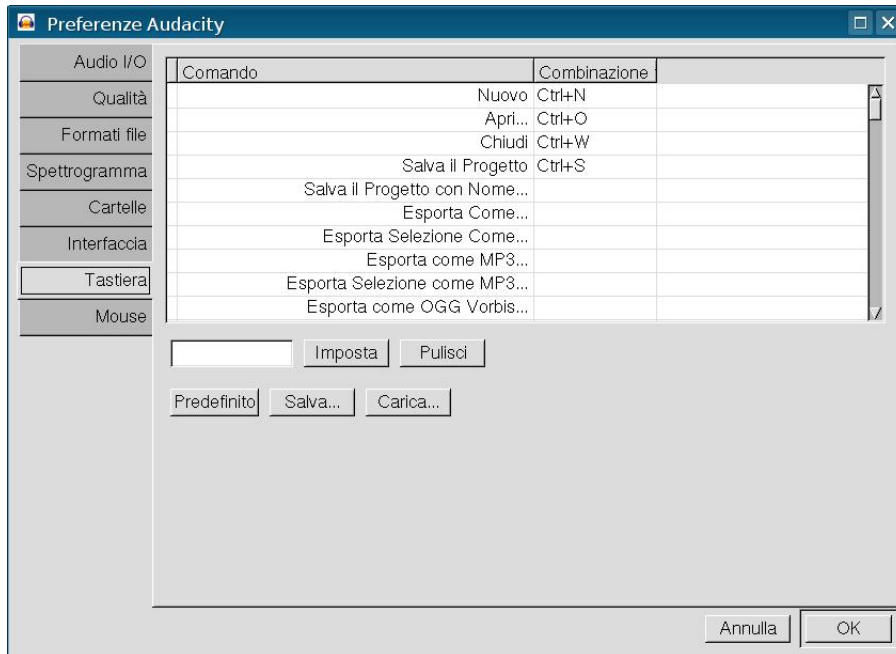 Preferenze Audacity
Audio I/O
Qualità
Formati file
Spettrogramma
Cartelle
Interfaccia
Tastiera
Mouse
Comando Combinazione
Nuovo Ctrl+N
Apri... Ctrl+O
Chiudi Ctrl+W
Salva il Progetto Ctrl+S
Salva il Progetto con Nome...
Esporta Come...
Esporta Selezione Come...
Esporta come MP3...
Esporta Selezione come MP3...
Esporta come OGG Vorbis...
Imposta Pulisci
Predefinito Salva... Carica...
Annulla OK